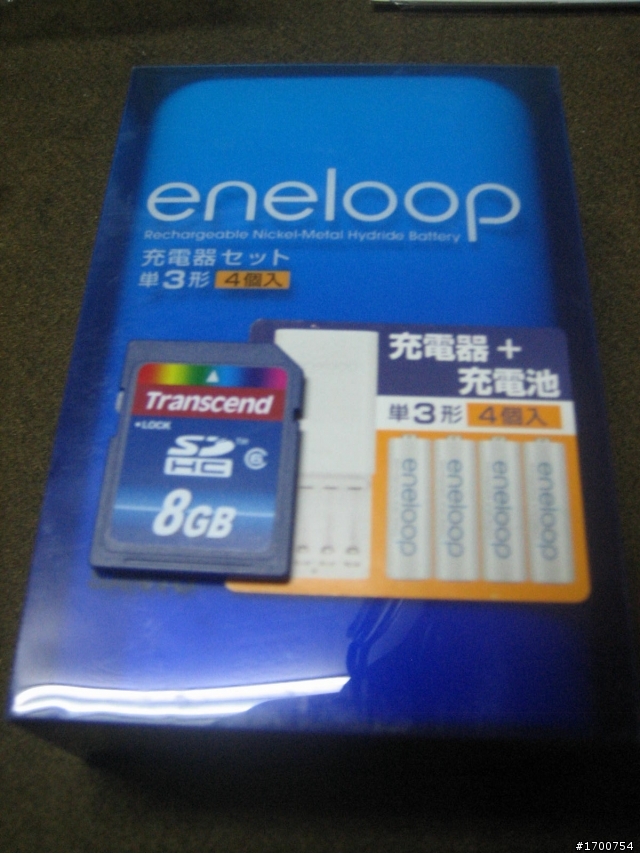 eneloop
Rechargeable Nickel-Metal Hydride Battery
充電器セット
単3形 4個入
充電器+
充電池
単3形 4個入
eneloop eneloop eneloop eneloop
Transcend
LOCK
SD HC 6
8GB
#1700754